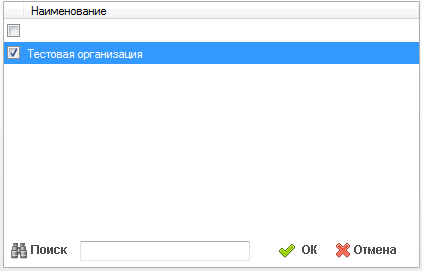 Наименование
Тестовая организация
Поиск
ОК
Отмена